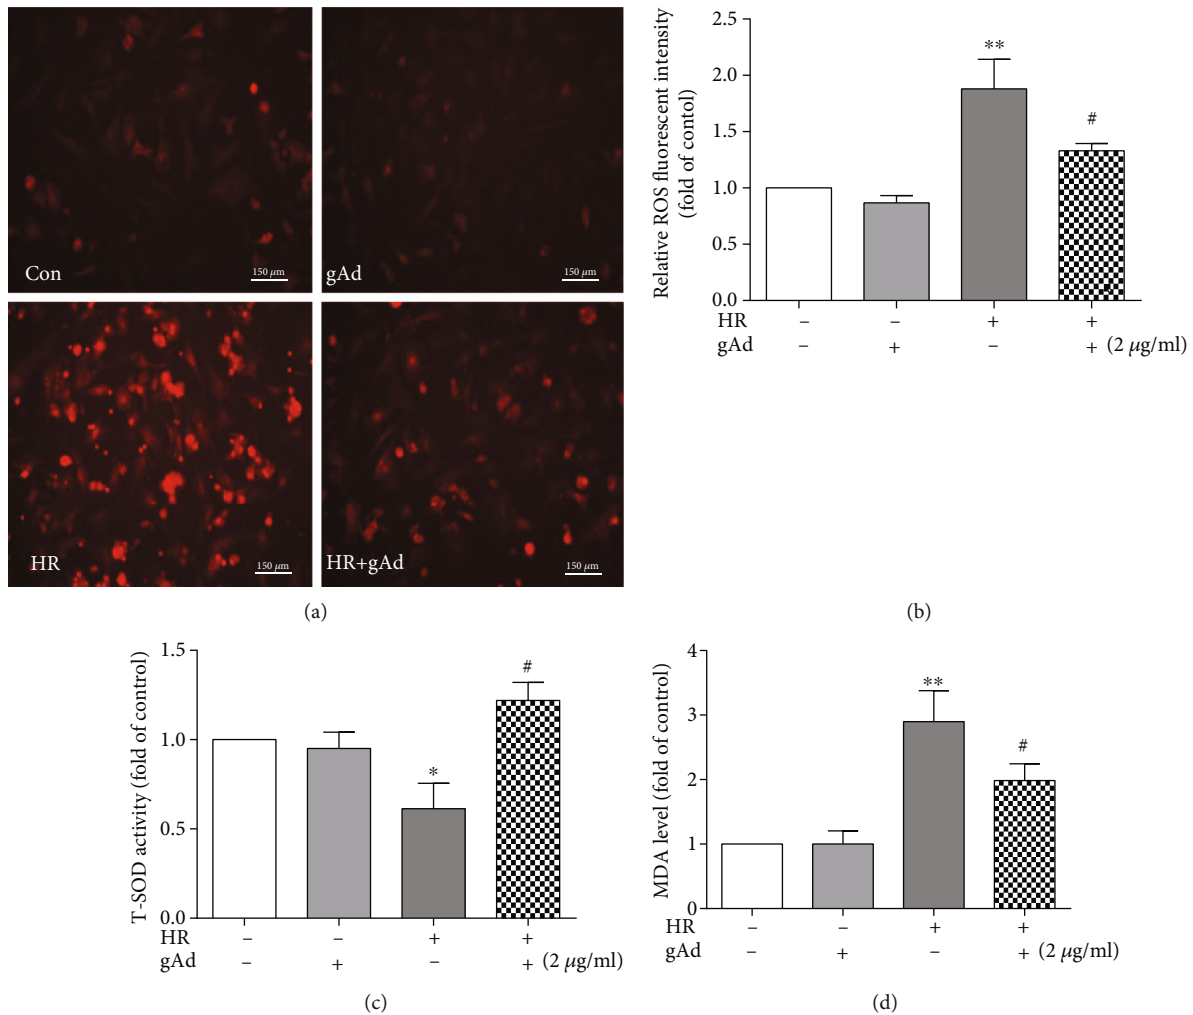 Con
150 μm
gAd
150 μm
HR
150 μm
HR+gAd
150 μm
(a)
Relative ROS fluorescent intensity
(fold of contol)
2.5
2.0
1.5
1.0
0.5
0.0
**
#
HR – – + +
gAd – + – + (2 μg/ml)
(b)
T-SOD activity (fold of control)
1.5
1.0
0.5
0.0
*
#
HR – – + +
gAd – + – + (2 μg/ml)
(c)
MDA level (fold of control)
4
3
2
1
0
**
#
HR – – + +
gAd – + – + (2 μg/ml)
(d)